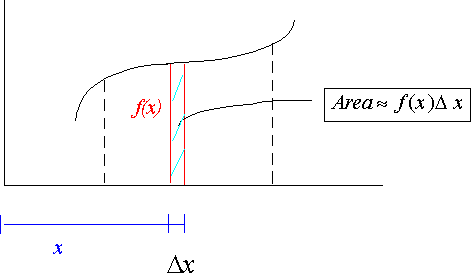 f(x)
Area ≈ f(x)Δ x
x
Δx